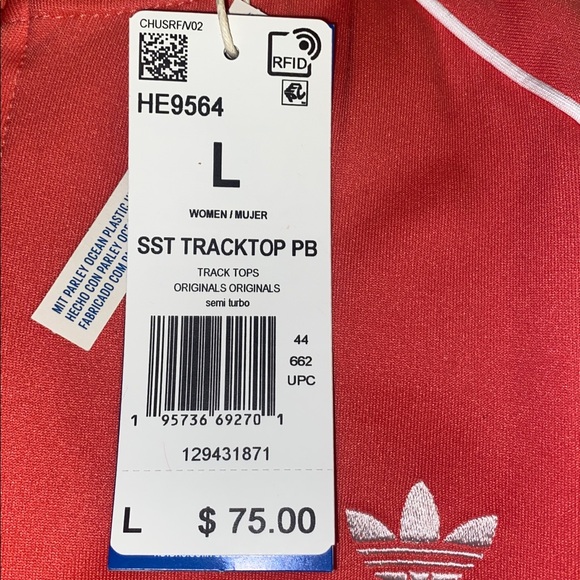 CHUSRF/V02
RFID
HE9564
L
WOMEN / MUJER
SST TRACKTOP PB
TRACK TOPS
ORIGINALS ORIGINALS
semi turbo
44
662
UPC
1 95736 69270 1
129431871
L $ 75.00
MIT PARLEY OCEAN PLASTIC
HECHO CON PARLEY
FABRICADO COM